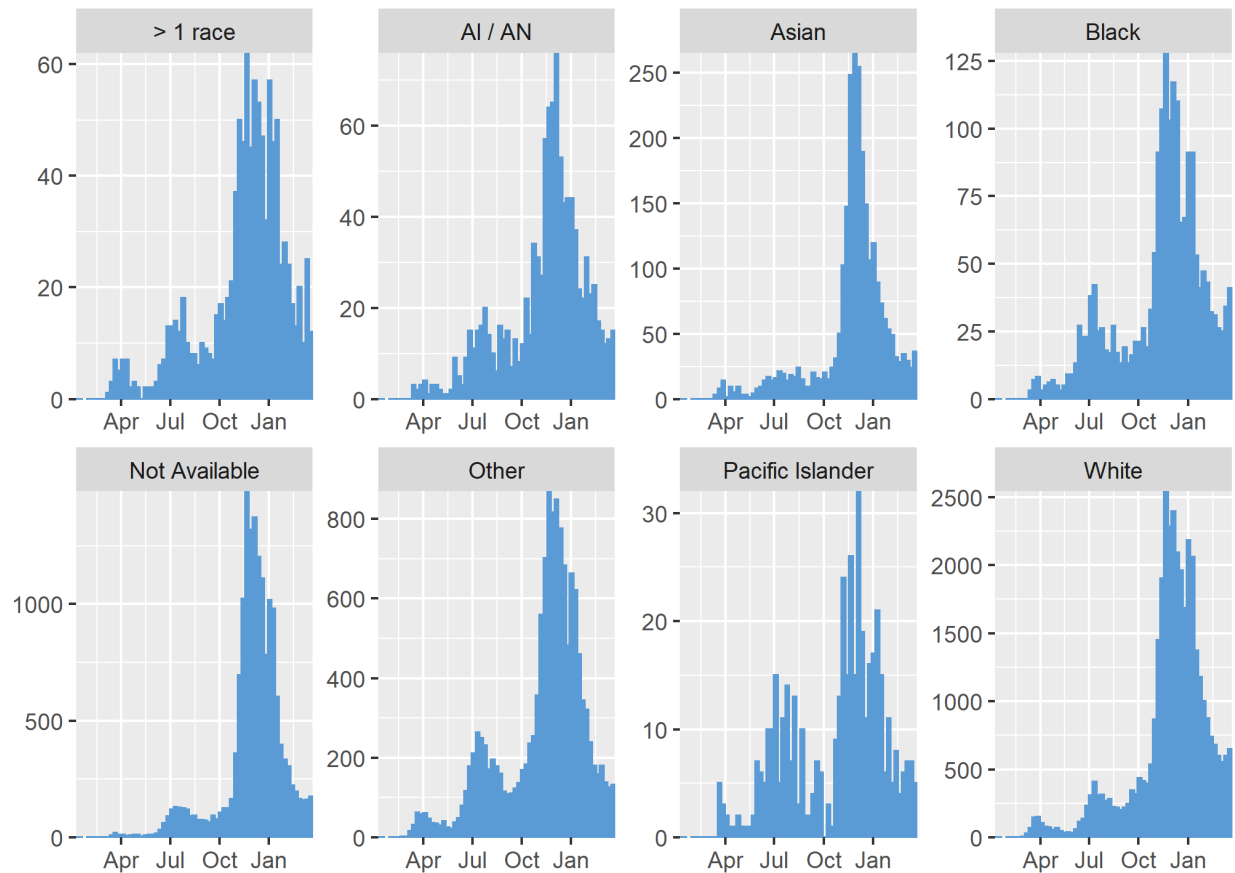 > 1 race
AI / AN
Asian
Black
60
40
20
0
Apr Jul Oct Jan
60
40
20
0
Apr Jul Oct Jan
250
200
150
100
50
0
Apr Jul Oct Jan
125
100
75
50
25
0
Apr Jul Oct Jan
Not Available
Other
Pacific Islander
White
1000
500
0
Apr Jul Oct Jan
800
600
400
200
0
Apr Jul Oct Jan
30
20
10
0
Apr Jul Oct Jan
2500
2000
1500
1000
500
0
Apr Jul Oct Jan